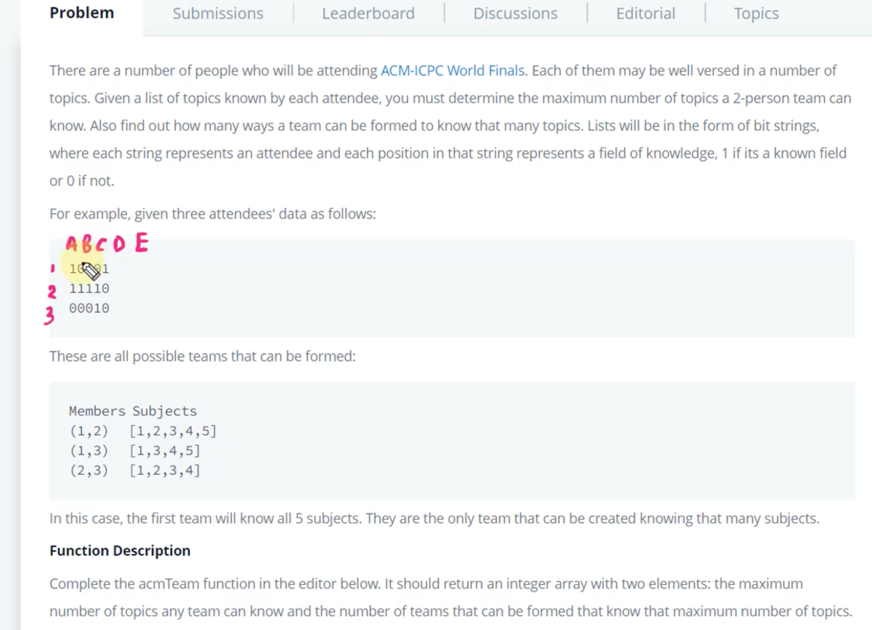 Problem Submissions Leaderboard Discussions Editorial Topics
There are a number of people who will be attending ACM-ICPC World Finals. Each of them may be well versed in a number of
topics. Given a list of topics known by each attendee, you must determine the maximum number of topics a 2-person team can
know. Also find out how many ways a team can be formed to know that many topics. Lists will be in the form of bit strings,
where each string represents an attendee and each position in that string represents a field of knowledge, 1 if its a known field
or 0 if not.
For example, given three attendees' data as follows:
A B C D E
1
2 11110
3 00010
These are all possible teams that can be formed:
Members Subjects
(1,2) [1,2,3,4,5]
(1,3) [1,3,4,5]
(2,3) [1,2,3,4]
In this case, the first team will know all 5 subjects. They are the only team that can be created knowing that many subjects.
Function Description
Complete the acmTeam function in the editor below. It should return an integer array with two elements: the maximum
number of topics any team can know and the number of teams that can be formed that know that maximum number of topics.